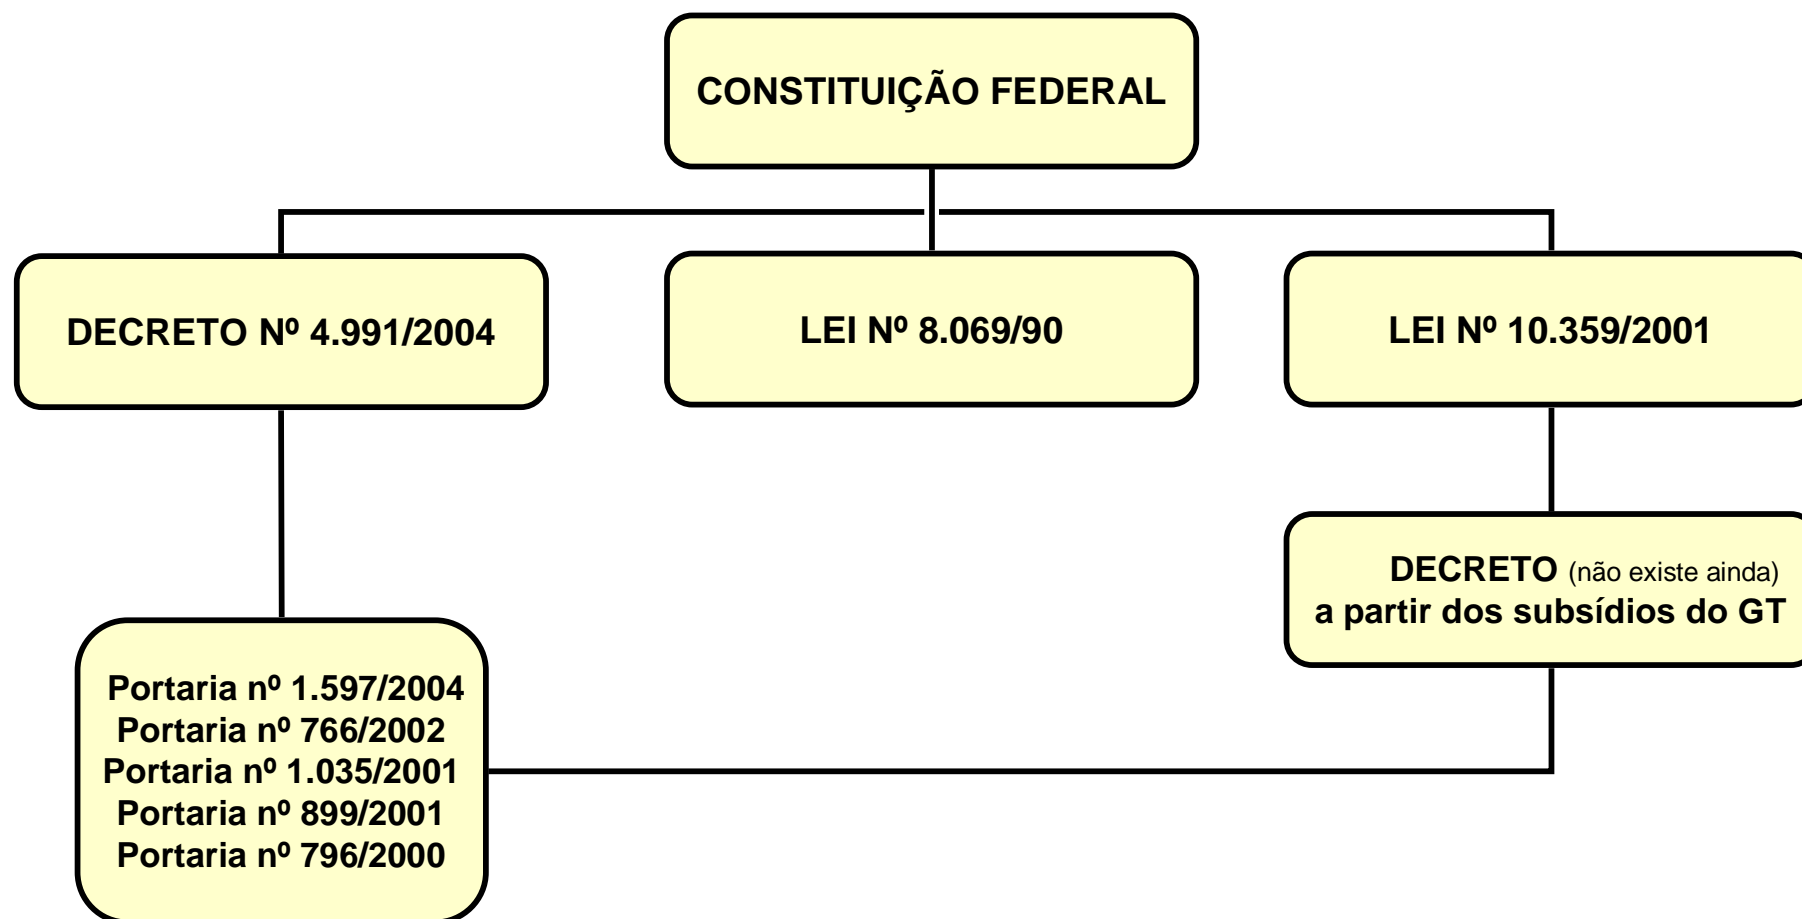 CONSTITUIÇÃO FEDERAL
DECRETO Nº 4.991/2004
LEI Nº 8.069/90
LEI Nº 10.359/2001
DECRETO (não existe ainda)
a partir dos subsídios do GT
Portaria nº 1.597/2004
Portaria nº 766/2002
Portaria nº 1.035/2001
Portaria nº 899/2001
Portaria nº 796/2000